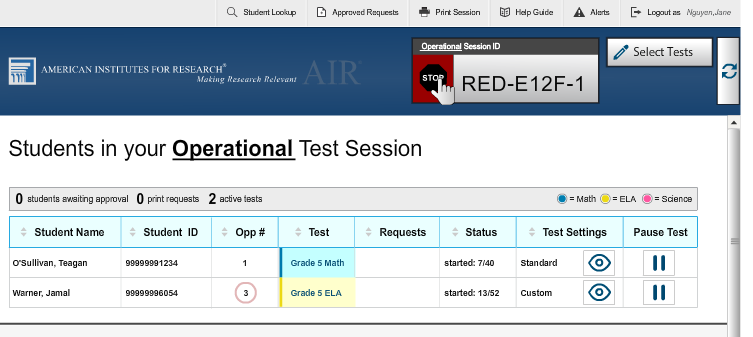 Student Lookup Approved Requests Print Session Help Guide Alerts Logout as Nguyen,Jane
Operational Session ID
STOP RED-E12F-1
Select Tests
AMERICAN INSTITUTES FOR RESEARCH®
Making Research Relevant
AIR®
Students in your Operational Test Session
0 students awaiting approval 0 print requests 2 active tests = Math = ELA = Science
Student Name Student ID Opp # Test Requests Status Test Settings Pause Test
O'Sullivan, Teagan 99999991234 1 Grade 5 Math started: 7/40 Standard
Warner, Jamal 99999996054 3 Grade 5 ELA started: 13/52 Custom